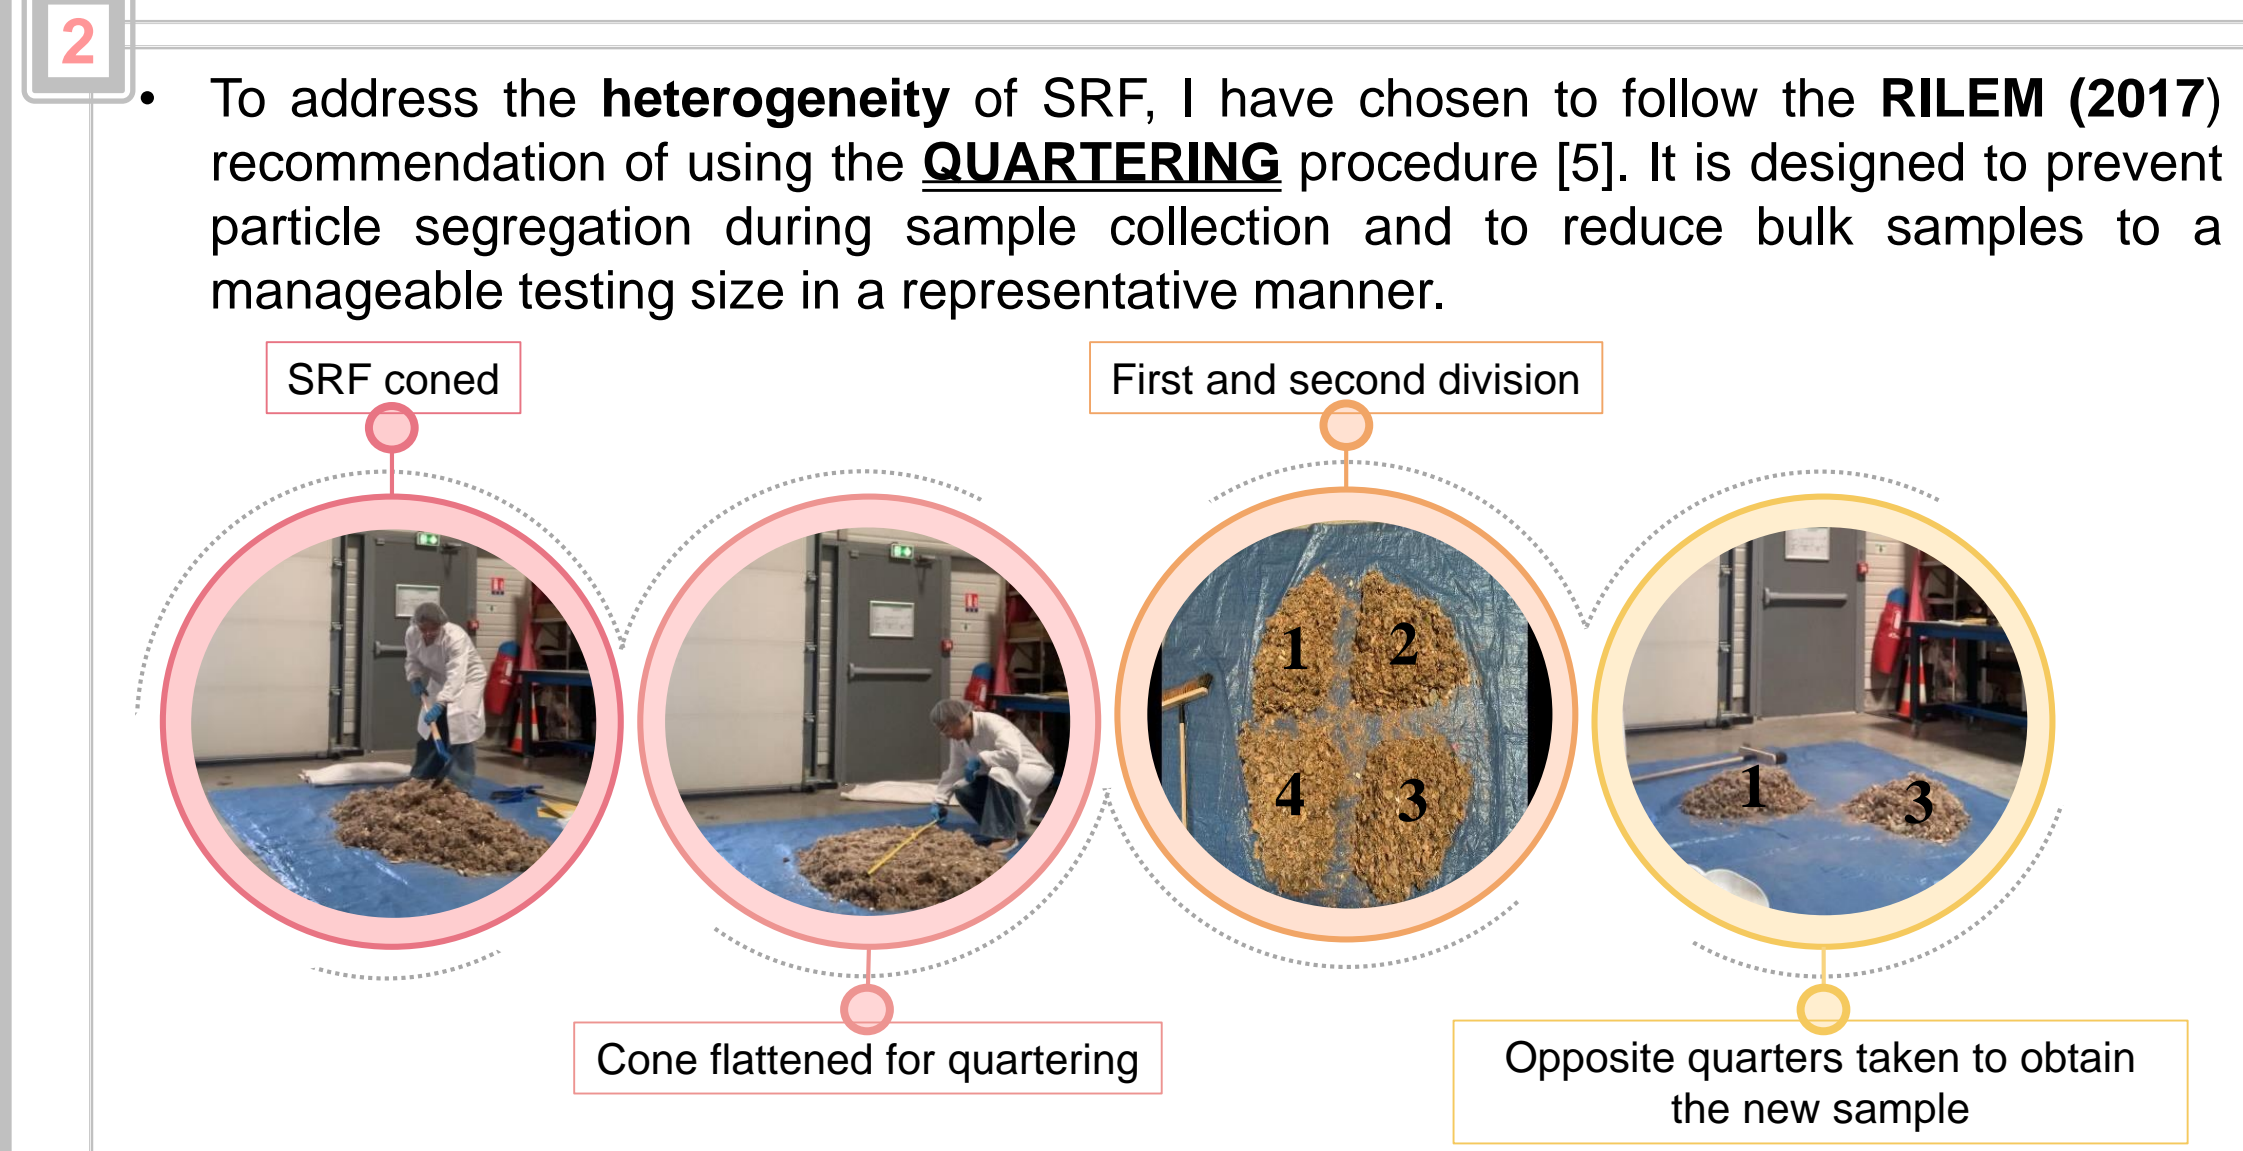 2
• To address the heterogeneity of SRF, I have chosen to follow the RILEM (2017)
recommendation of using the QUARTERING procedure [5]. It is designed to prevent
particle segregation during sample collection and to reduce bulk samples to a
manageable testing size in a representative manner.
SRF coned
First and second division
1
2
4
3
1
3
Cone flattened for quartering
Opposite quarters taken to obtain
the new sample